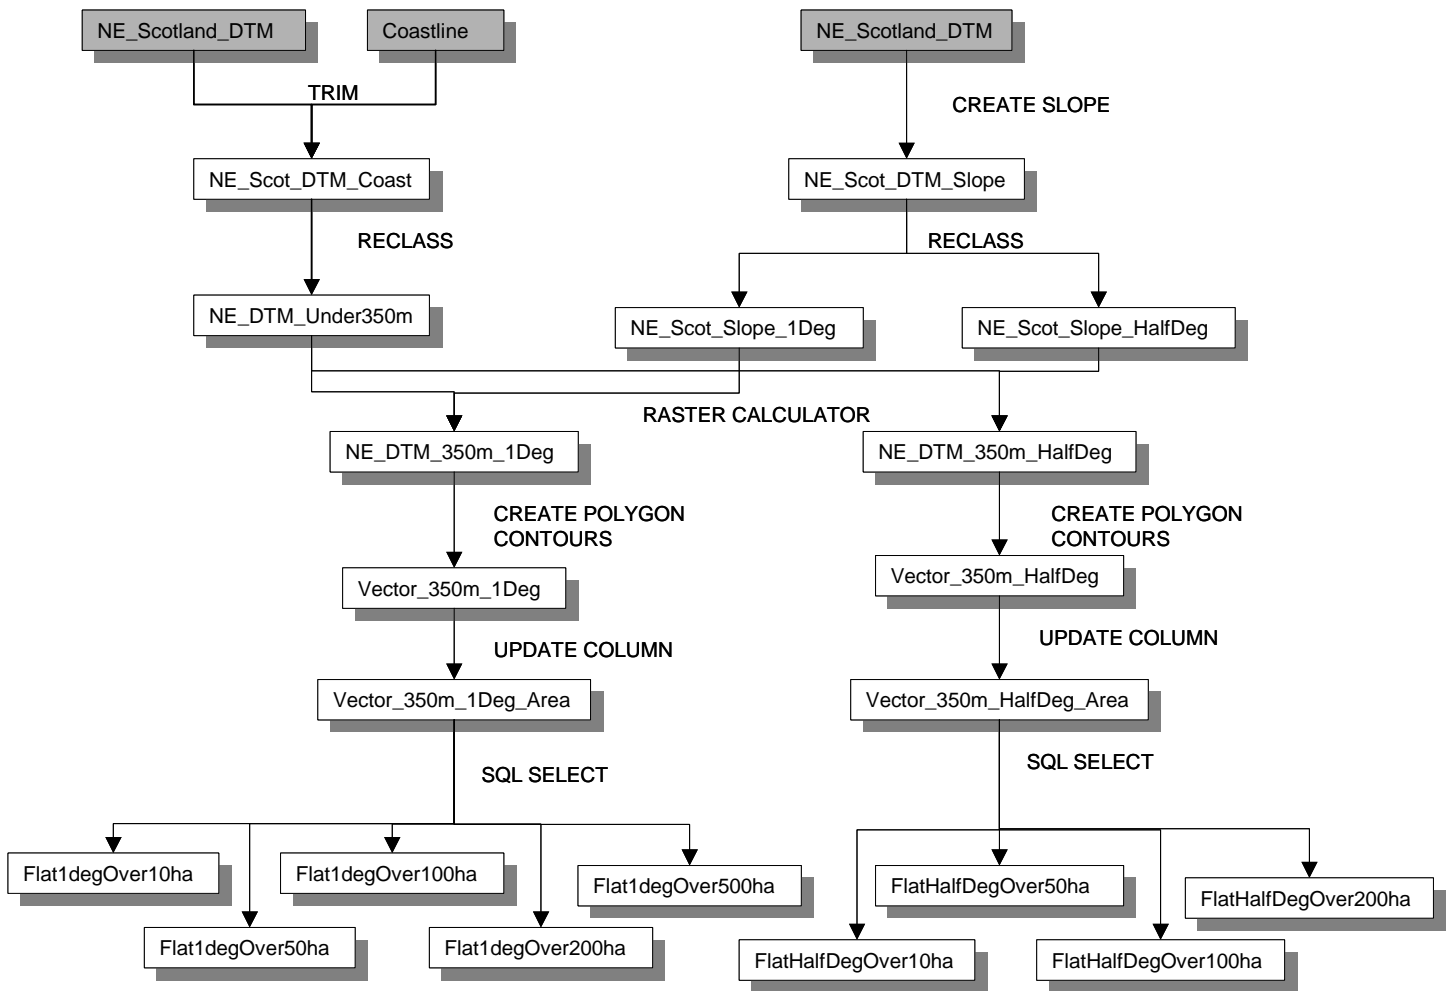 NE_Scotland_DTM
Coastline
NE_Scotland_DTM
TRIM
CREATE SLOPE
NE_Scot_DTM_Coast
NE_Scot_DTM_Slope
RECLASS
RECLASS
NE_DTM_Under350m
NE_Scot_Slope_1Deg
NE_Scot_Slope_HalfDeg
RASTER CALCULATOR
NE_DTM_350m_1Deg
NE_DTM_350m_HalfDeg
CREATE POLYGON
CONTOURS
CREATE POLYGON
CONTOURS
Vector_350m_1Deg
Vector_350m_HalfDeg
UPDATE COLUMN
UPDATE COLUMN
Vector_350m_1Deg_Area
Vector_350m_HalfDeg_Area
SQL SELECT
SQL SELECT
Flat1degOver10ha
Flat1degOver100ha
Flat1degOver500ha
FlatHalfDegOver50ha
FlatHalfDegOver200ha
Flat1degOver50ha
Flat1degOver200ha
FlatHalfDegOver10ha
FlatHalfDegOver100ha